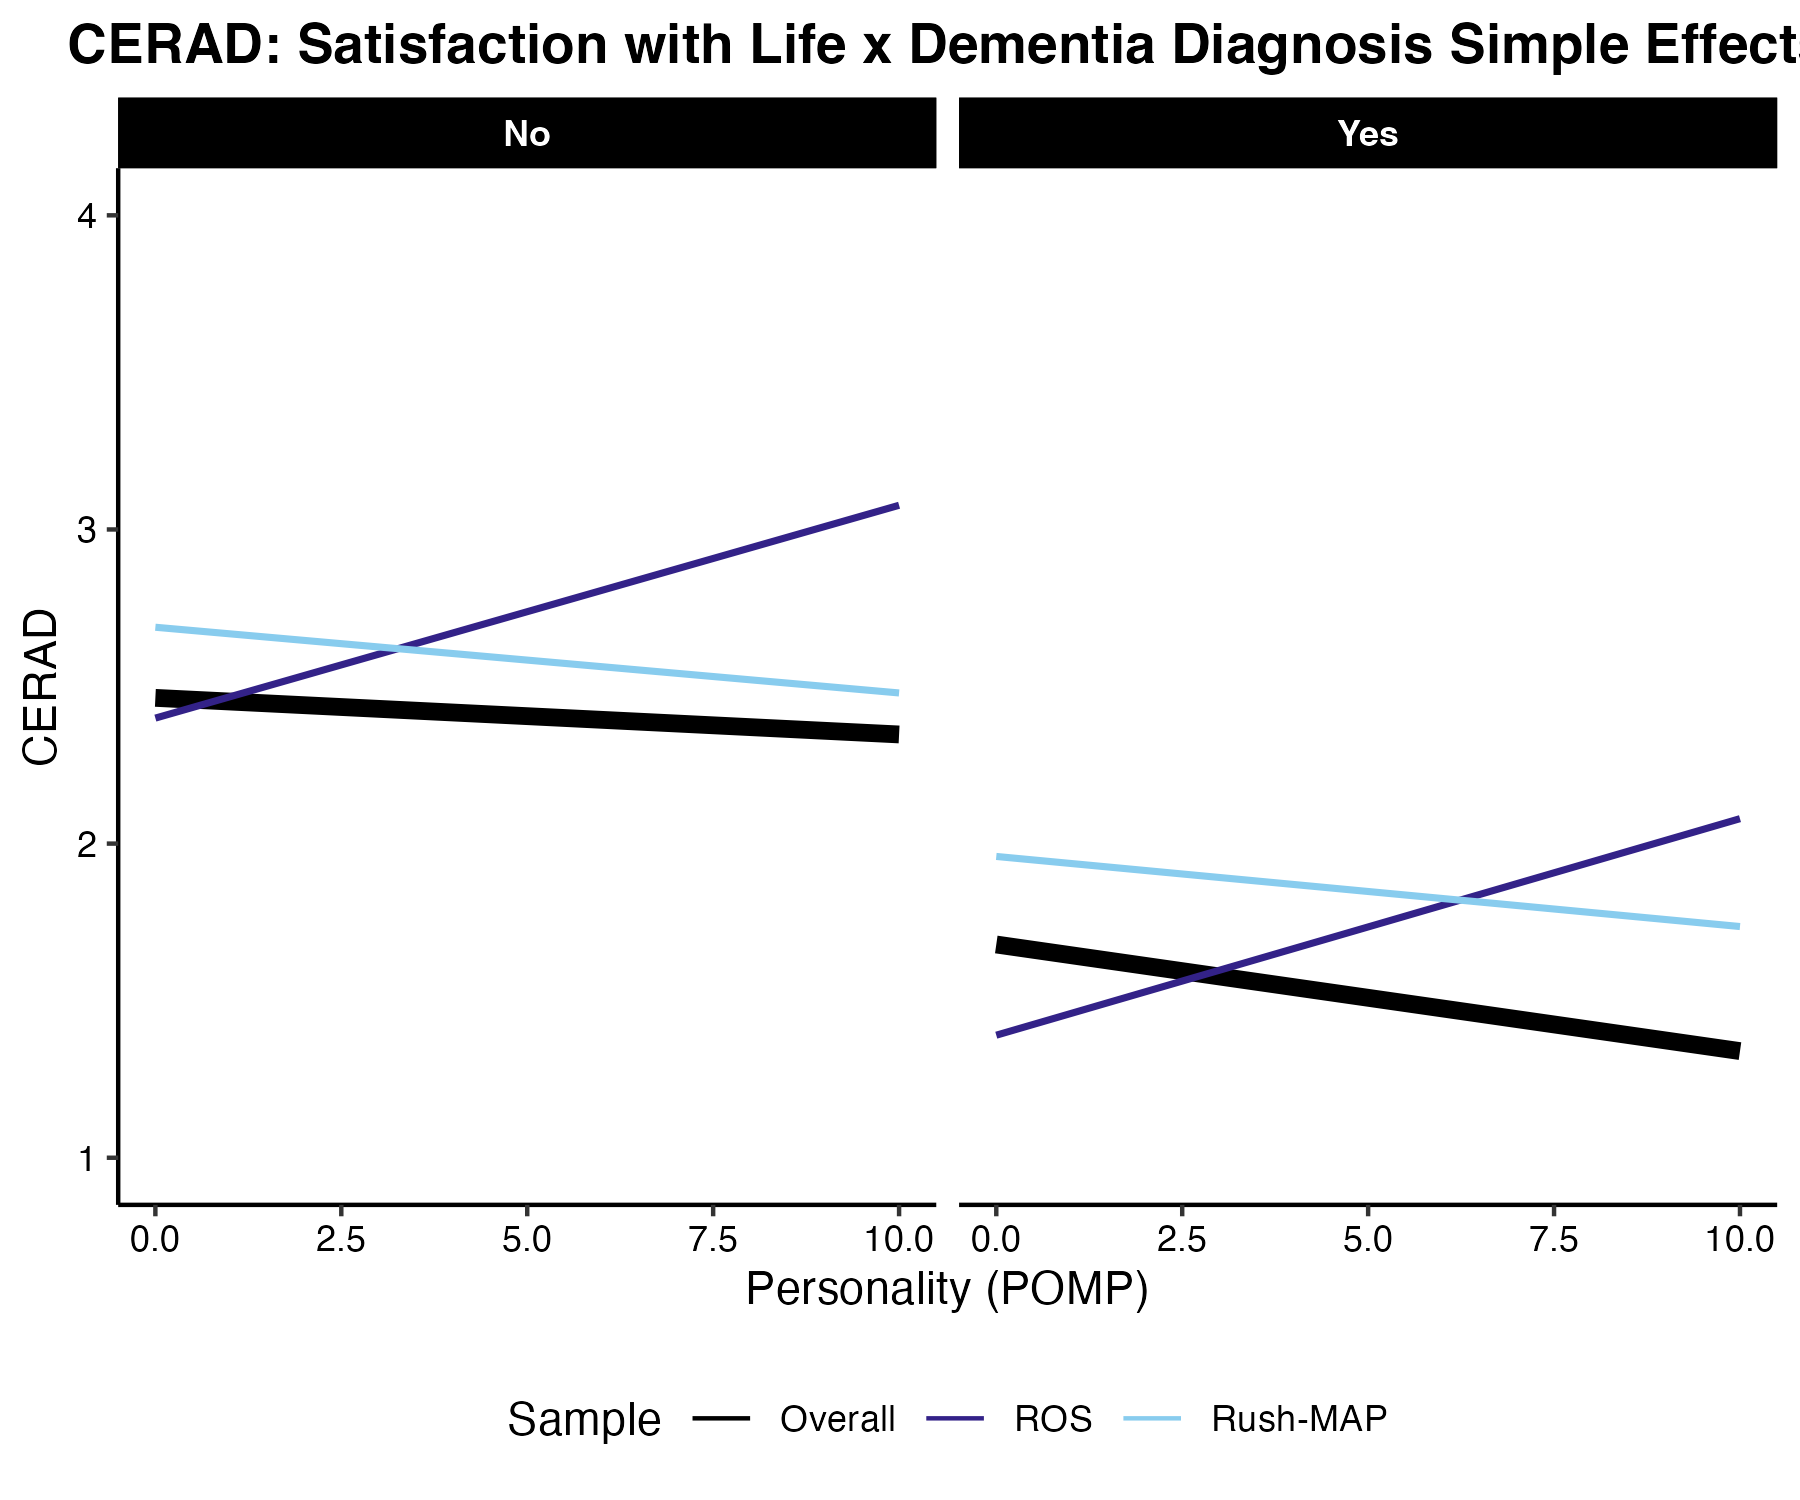 CERAD: Satisfaction with Life x Dementia Diagnosis Simple Effects
No Yes
4
3
2
1
CERAD
0.0 2.5 5.0 7.5 10.0 0.0 2.5 5.0 7.5 10.0
Personality (POMP)
Sample Overall ROS Rush-MAP